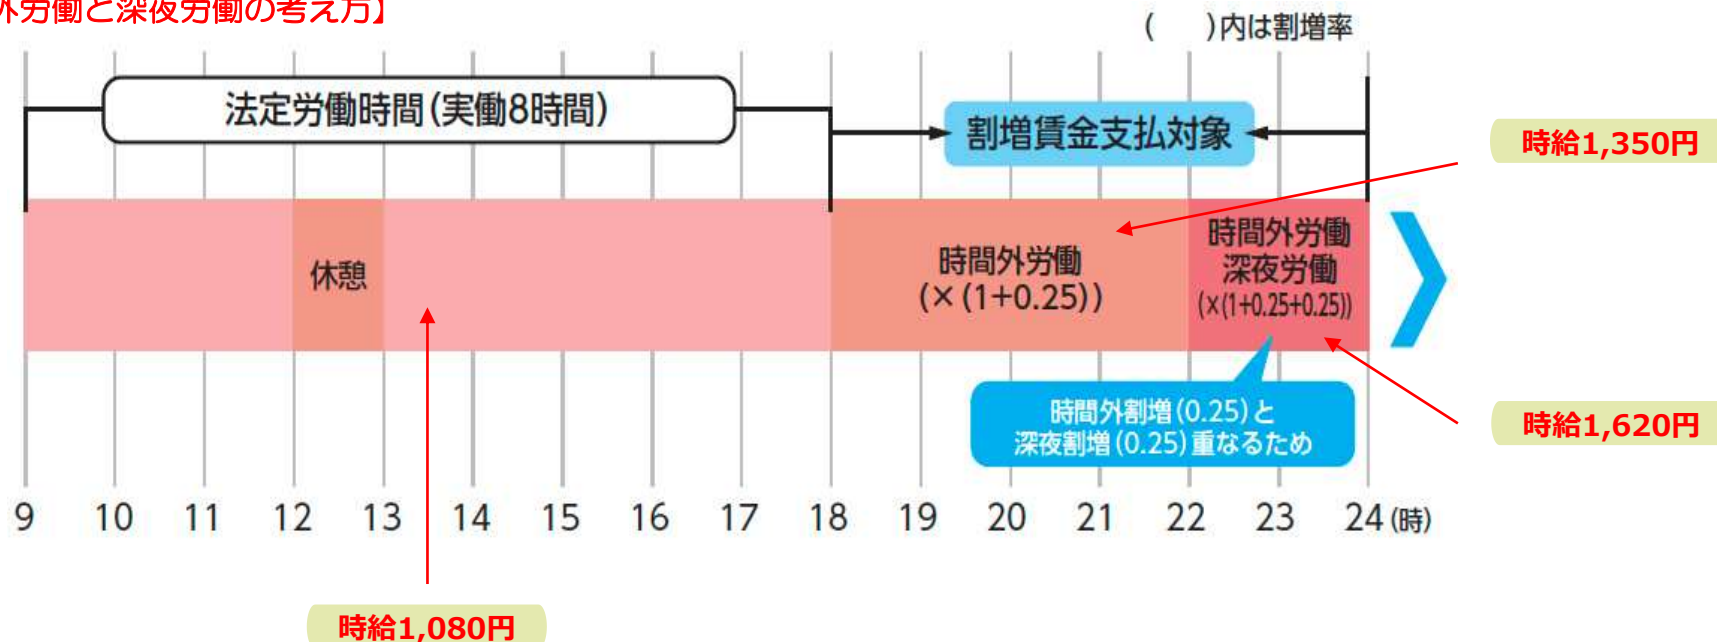 外労働と深夜労働の考え方】
(　　)内は割増率
法定労働時間(実働8時間)
割増賃金支払対象
時給1,350円
休憩
時間外労働
(×(1+0.25))
時間外労働
深夜労働
(×(1+0.25+0.25))
時間外割増(0.25)と
深夜割増(0.25)重なるため
時給1,620円
9 10 11 12 13 14 15 16 17 18 19 20 21 22 23 24(時)
時給1,080円